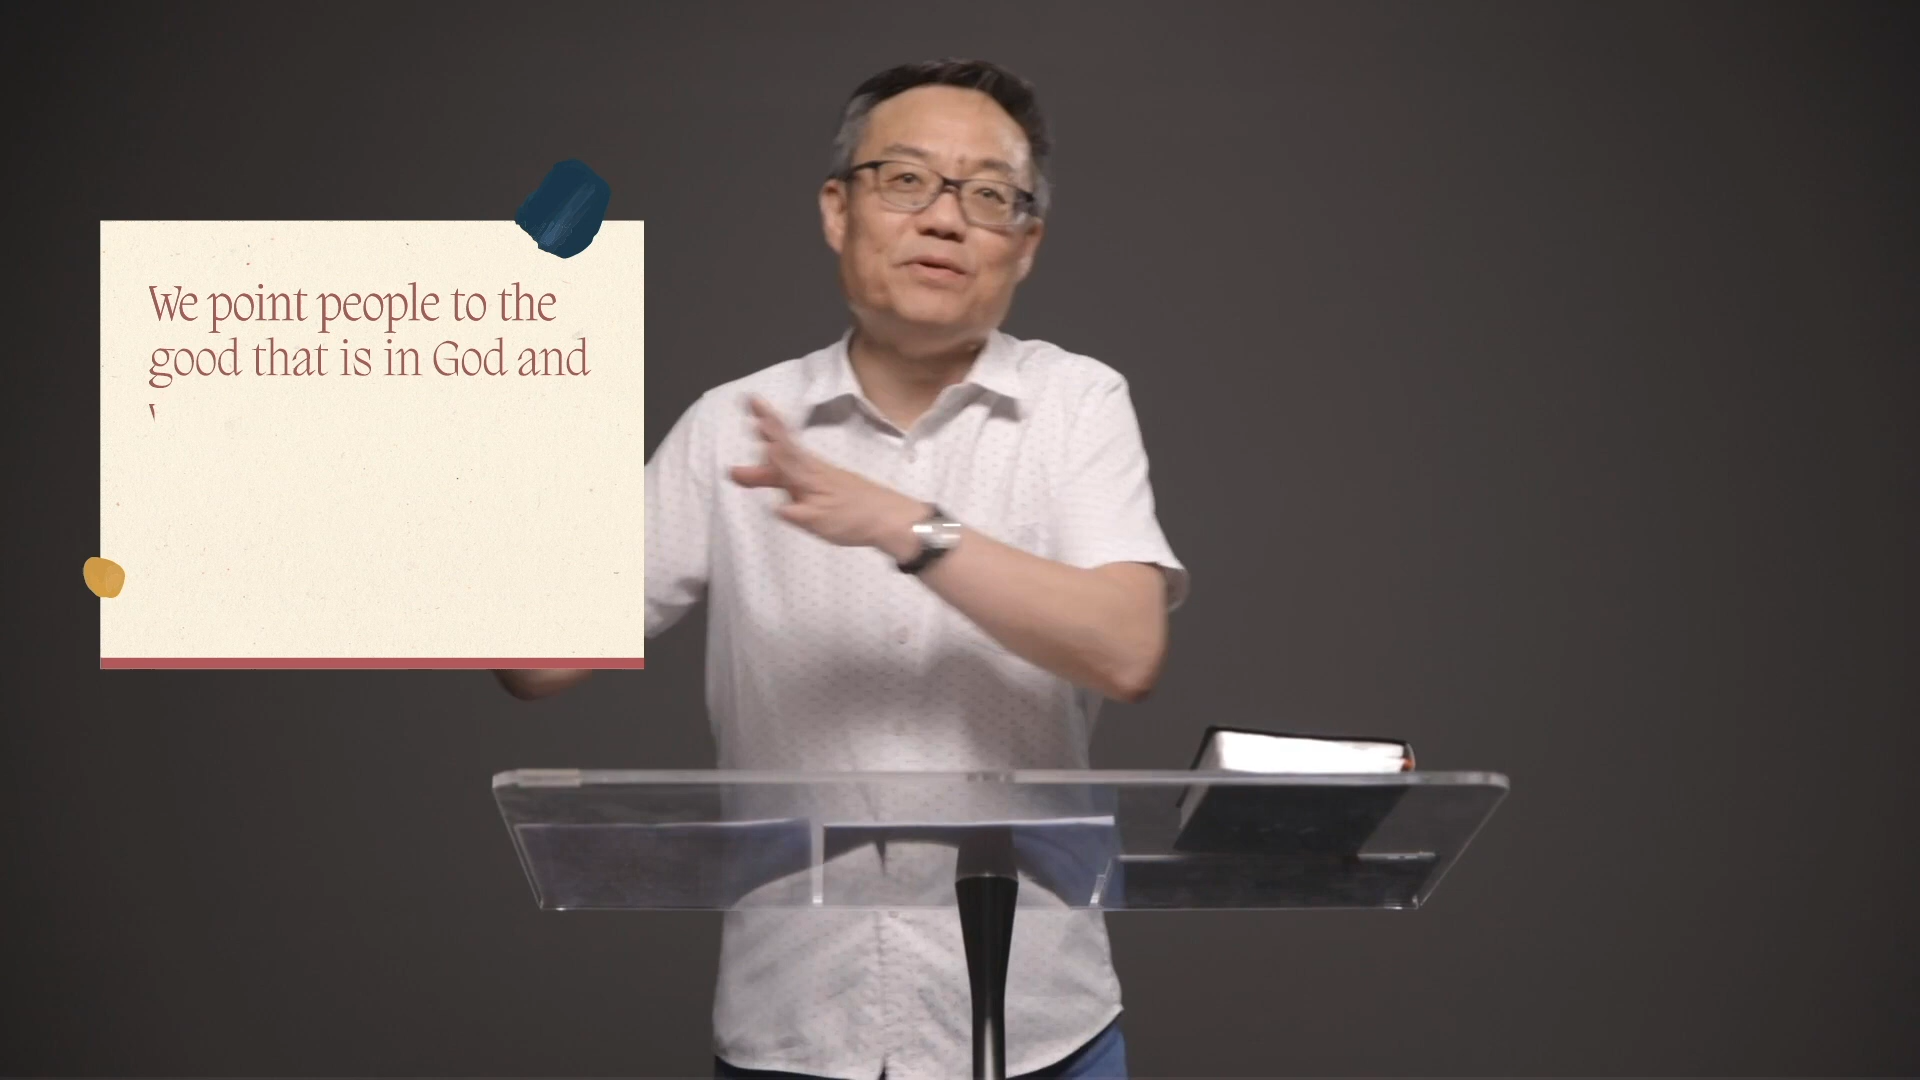 We point people to the
good that is in God and